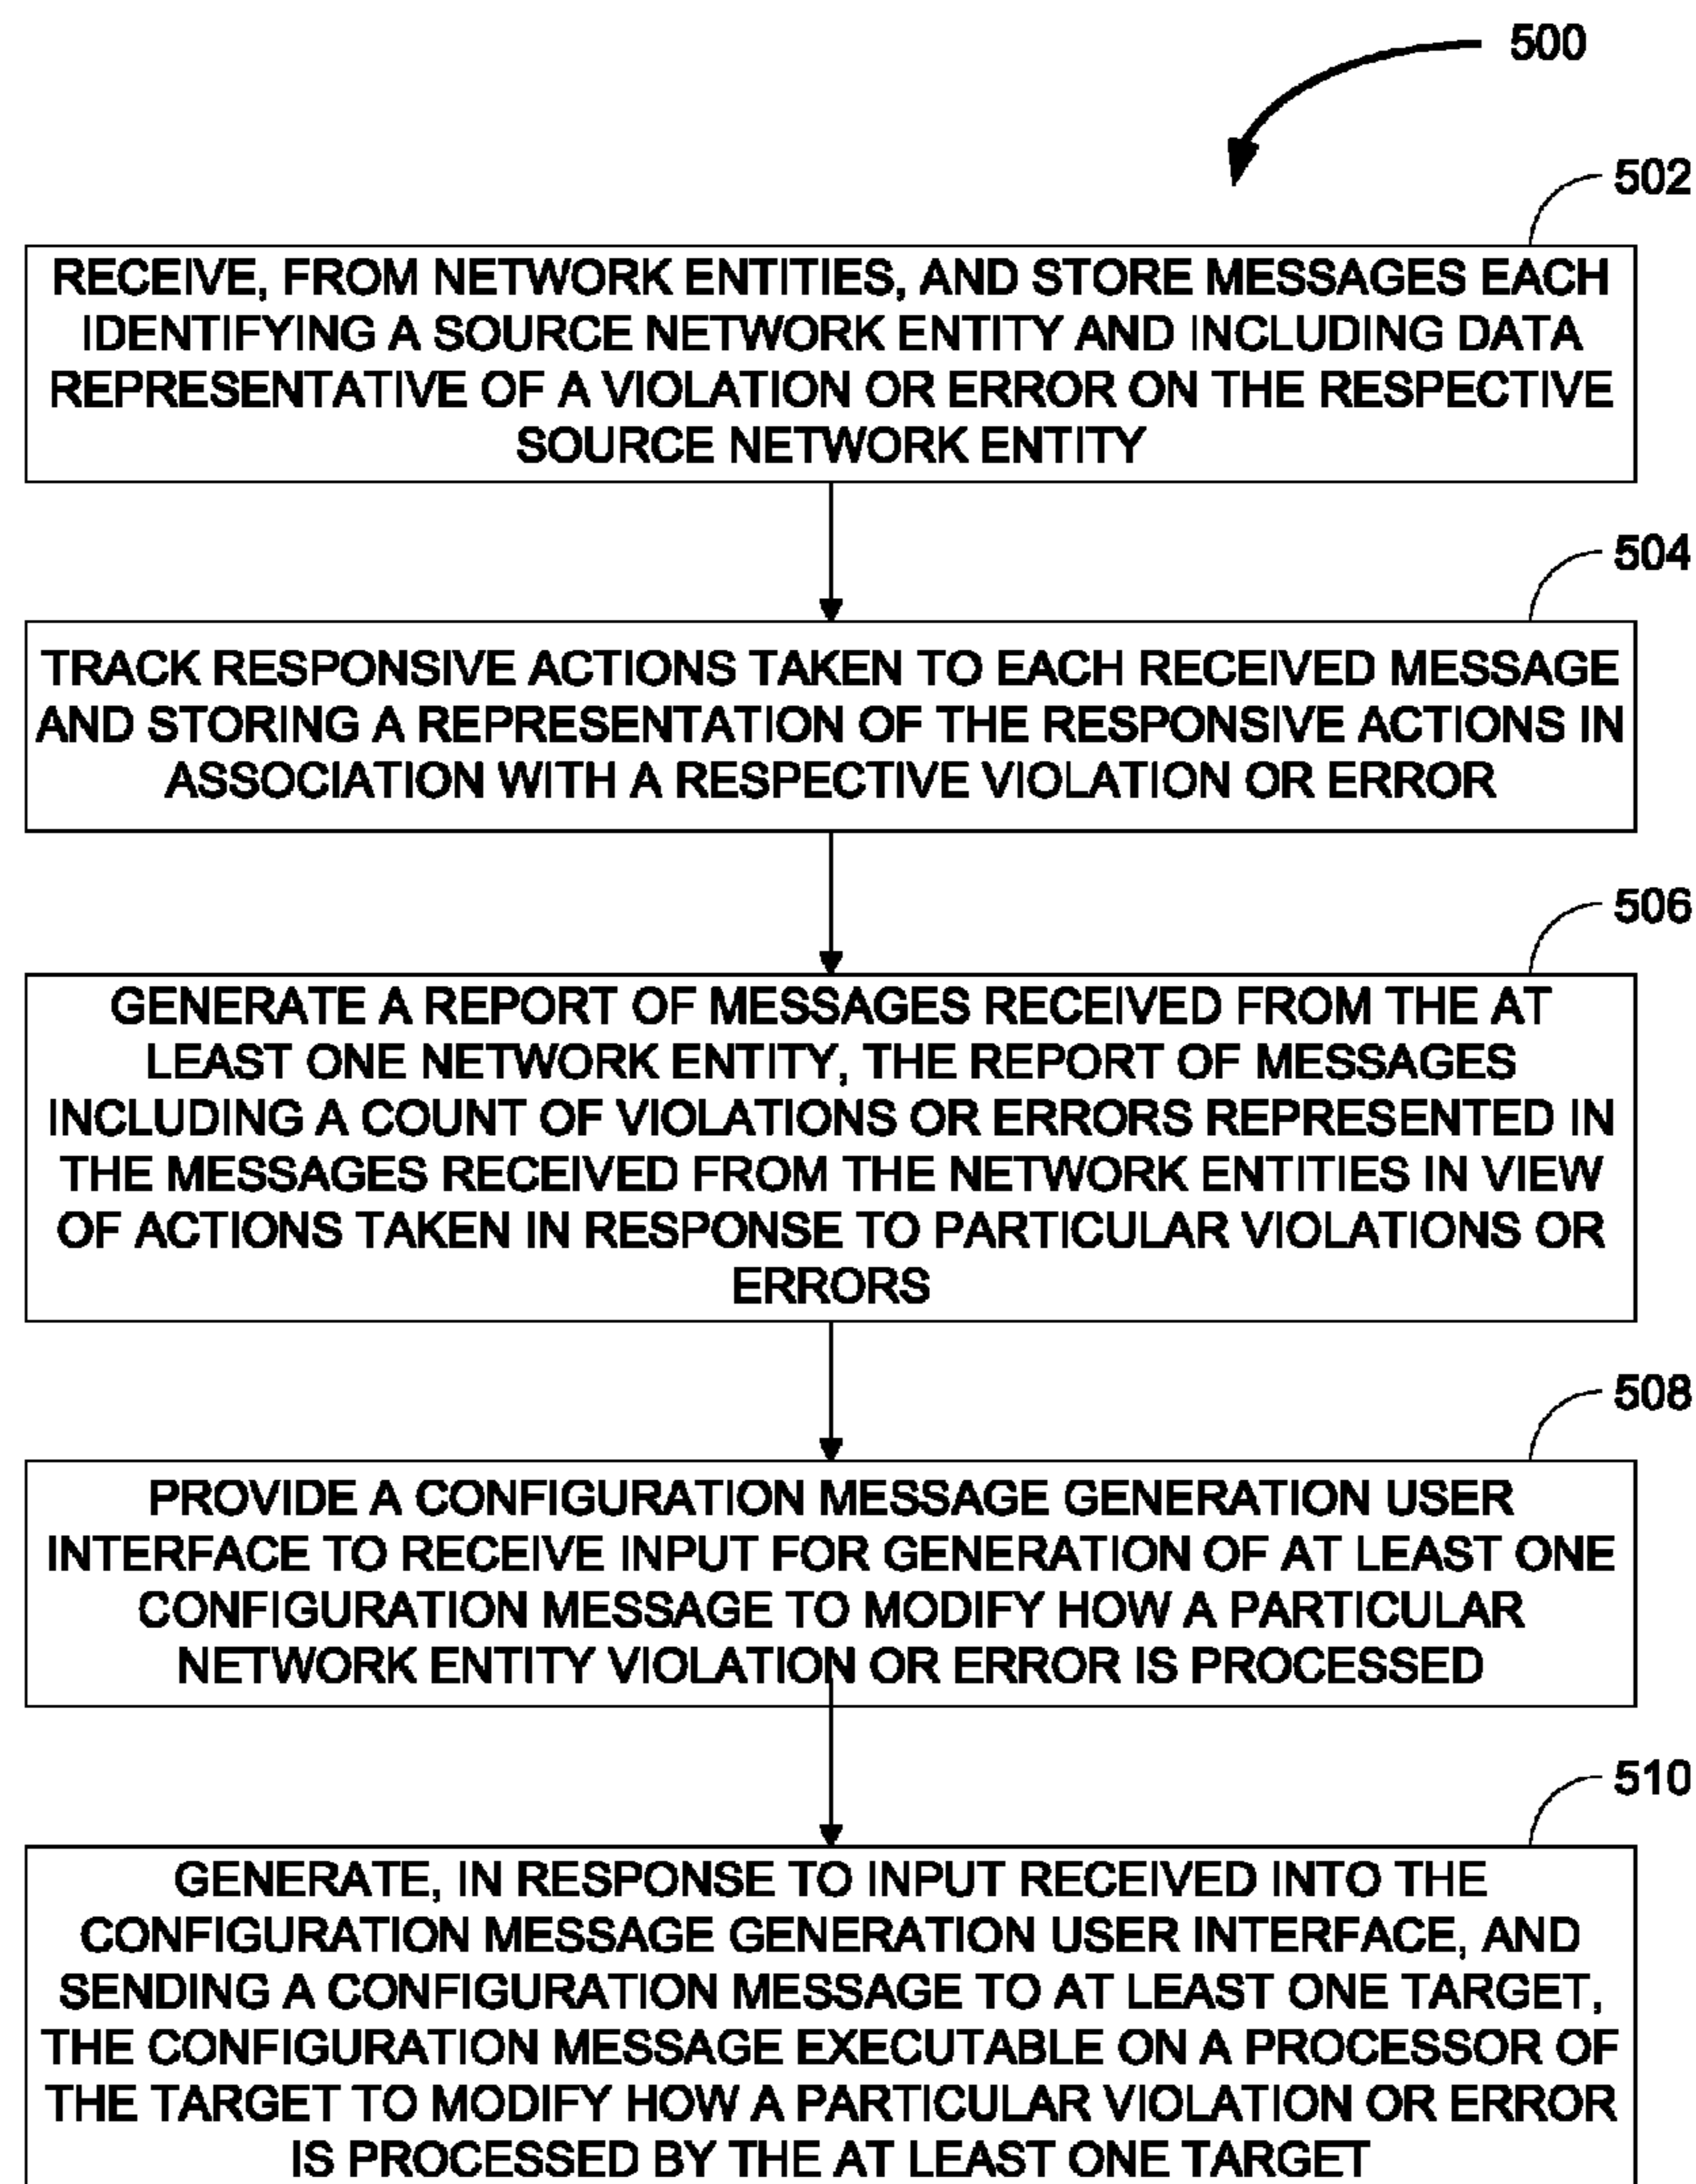 500
502
RECEIVE, FROM NETWORK ENTITIES, AND STORE MESSAGES EACH
IDENTIFYING A SOURCE NETWORK ENTITY AND INCLUDING DATA
REPRESENTATIVE OF A VIOLATION OR ERROR ON THE RESPECTIVE
SOURCE NETWORK ENTITY
504
TRACK RESPONSIVE ACTIONS TAKEN TO EACH RECEIVED MESSAGE
AND STORING A REPRESENTATION OF THE RESPONSIVE ACTIONS IN
ASSOCIATION WITH A RESPECTIVE VIOLATION OR ERROR
506
GENERATE A REPORT OF MESSAGES RECEIVED FROM THE AT
LEAST ONE NETWORK ENTITY, THE REPORT OF MESSAGES
INCLUDING A COUNT OF VIOLATIONS OR ERRORS REPRESENTED IN
THE MESSAGES RECEIVED FROM THE NETWORK ENTITIES IN VIEW
OF ACTIONS TAKEN IN RESPONSE TO PARTICULAR VIOLATIONS OR
ERRORS
508
PROVIDE A CONFIGURATION MESSAGE GENERATION USER
INTERFACE TO RECEIVE INPUT FOR GENERATION OF AT LEAST ONE
CONFIGURATION MESSAGE TO MODIFY HOW A PARTICULAR
NETWORK ENTITY VIOLATION OR ERROR IS PROCESSED
510
GENERATE, IN RESPONSE TO INPUT RECEIVED INTO THE
CONFIGURATION MESSAGE GENERATION USER INTERFACE, AND
SENDING A CONFIGURATION MESSAGE TO AT LEAST ONE TARGET,
THE CONFIGURATION MESSAGE EXECUTABLE ON A PROCESSOR OF
THE TARGET TO MODIFY HOW A PARTICULAR VIOLATION OR ERROR
IS PROCESSED BY THE AT LEAST ONE TARGET